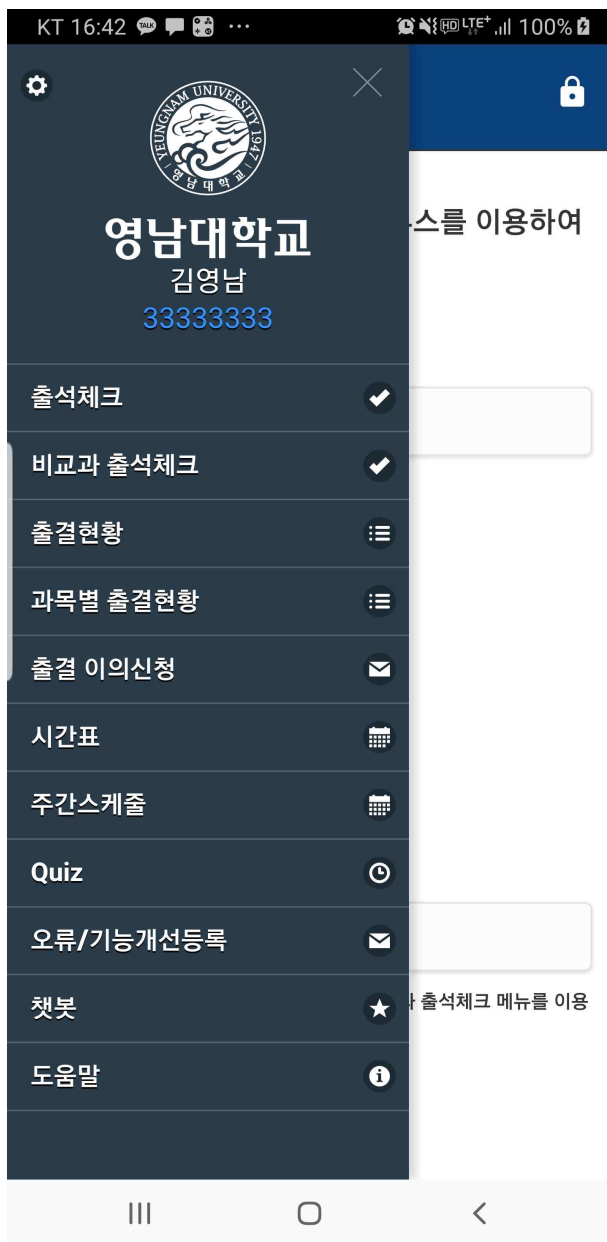 KT 16:42 TALK ...
HD LTE+ 100%
YEUNGNAM UNIVERSITY 1947
영남대학교
영남대학교
김영남
33333333
스를 이용하여
출석체크
비교과 출석체크
출결현황
과목별 출결현황
출결 이의신청
시간표
주간스케줄
Quiz
오류/기능개선등록
챗봇
출석체크 메뉴를 이용
도움말